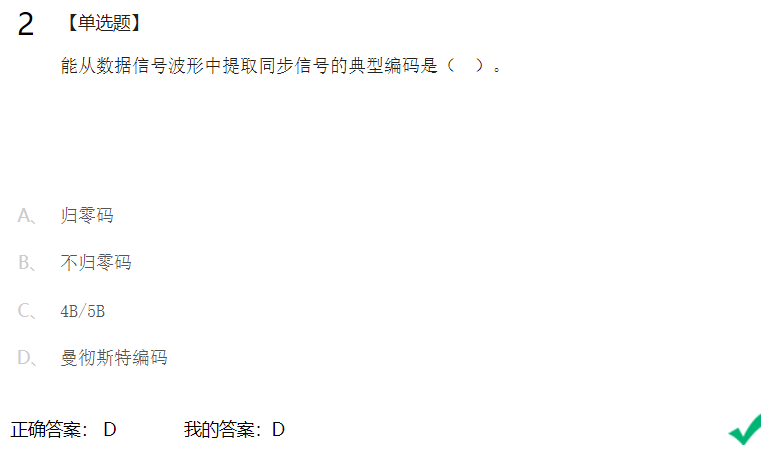 2 【单选题】
能从数据信号波形中提取同步信号的典型编码是（ ）。
A、 归零码
B、 不归零码
C、 4B/5B
D、 曼彻斯特编码
正确答案： D 我的答案：D